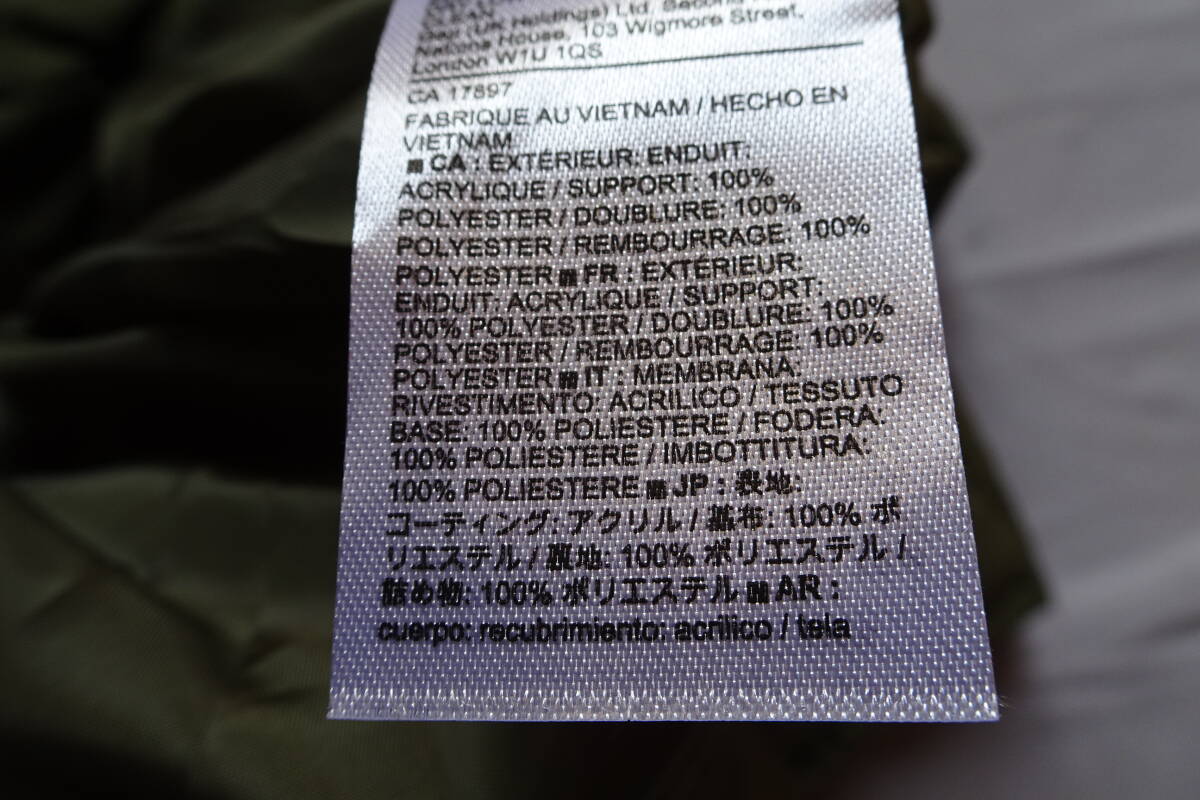 (UK Holdings) Ltd. Second
Nations House, 103 Wigmore Street,
London W1U 1QS
CA 17897
FABRIQUE AU VIETNAM / HECHO EN
VIETNAM
■ CA : EXTÉRIEUR: ENDUIT:
ACRYLIQUE / SUPPORT: 100%
POLYESTER / DOUBLURE: 100%
POLYESTER / REMBOURRAGE: 100%
POLYESTER ■ FR : EXTÉRIEUR:
ENDUIT: ACRYLIQUE / SUPPORT:
100% POLYESTER / DOUBLURE: 100%
POLYESTER / REMBOURRAGE: 100%
POLYESTER ■ IT : MEMBRANA:
RIVESTIMENTO: ACRILICO / TESSUTO
BASE: 100% POLIESTERE / FODERA:
100% POLIESTERE / IMBOTTITURA:
100% POLIESTERE ■ JP : 表地:
コーティング: アクリル / 基布: 100% ポ
リエステル / 裏地: 100% ポリエステル /
詰め物: 100% ポリエステル ■ AR :
cuerpo: recubrimiento: acrilico / tela